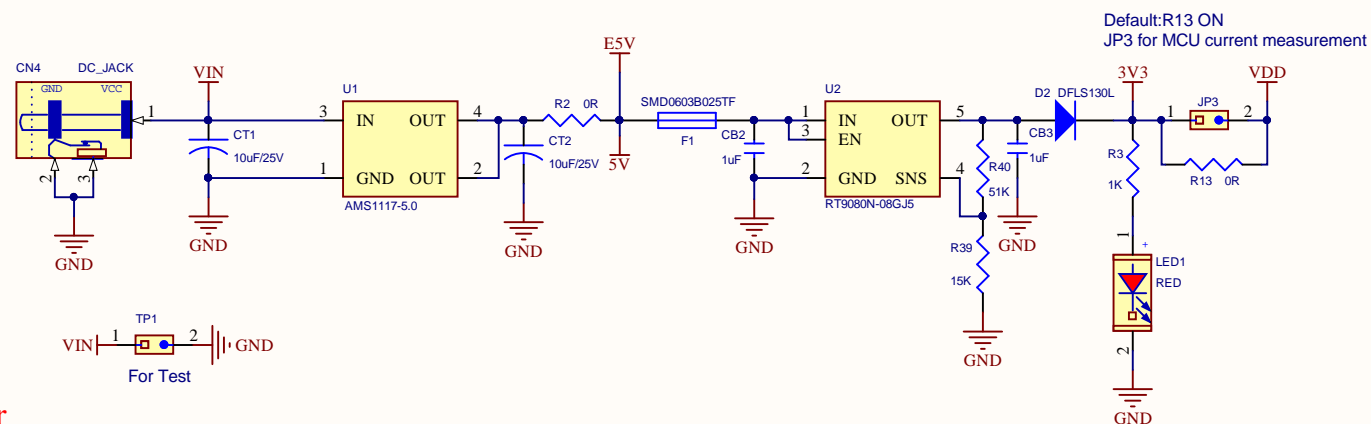 Default:R13 ON
JP3 for MCU current measurement
E5V
CN4 DC_JACK
VIN
3V3
VDD
GND VCC
1
U1
R2 0R
SMD0603B025TF
U2
D2 DFLS130L
JP3
1 2
3 IN OUT 4
CT1
10uF/25V
CT2
10uF/25V
5V
F1
CB2
1uF
1 IN OUT 5
3 EN
CB3
1uF
R3
1K
R13 0R
2 3
1 GND OUT 2
AMS1117-5.0
2 GND SNS 4
RT9080N-08GJ5
R40
51K
GND
GND
GND
GND
GND
R39
15K
1
+
LED1
RED
2
TP1
VIN 1 2 GND
For Test
GND
GND
r